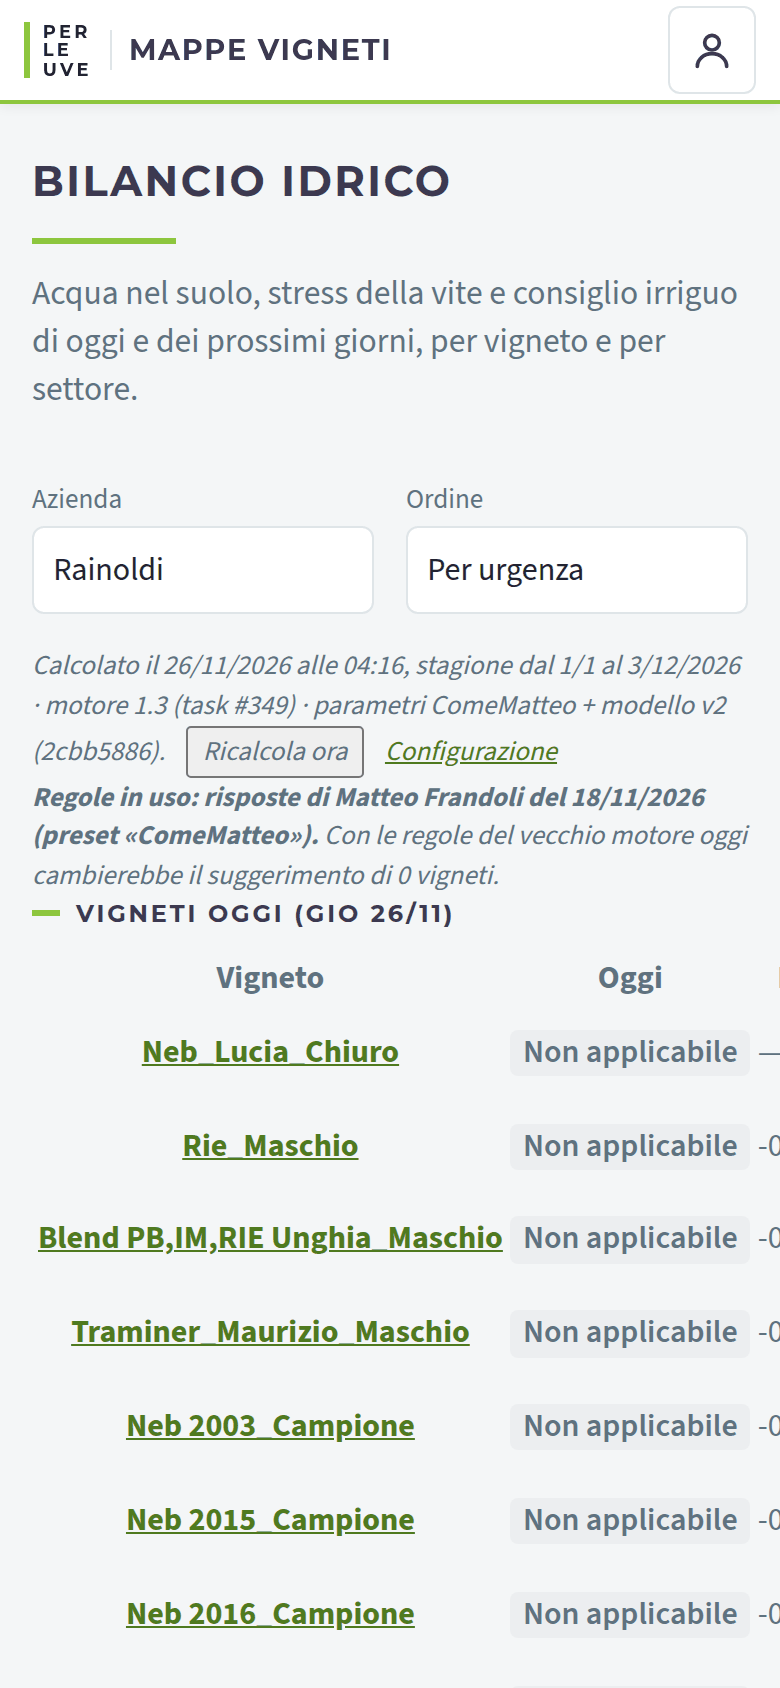 PER
LE
UVE
MAPPE VIGNETI
BILANCIO IDRICO
Acqua nel suolo, stress della vite e consiglio irriguo
di oggi e dei prossimi giorni, per vigneto e per
settore.
Azienda
Ordine
Rainoldi
Per urgenza
Calcolato il 26/11/2026 alle 04:16, stagione dal 1/1 al 3/12/2026
· motore 1.3 (task #349) · parametri ComeMatteo + modello v2
(2cbb5886). Ricalcola ora Configurazione
Regole in uso: risposte di Matteo Frandoli del 18/11/2026
(preset «ComeMatteo»). Con le regole del vecchio motore oggi
cambierebbe il suggerimento di 0 vigneti.
VIGNETI OGGI (GIO 26/11)
Vigneto Oggi
Neb_Lucia_Chiuro Non applicabile —
Rie_Maschio Non applicabile -0
Blend PB,IM,RIE Unghia_Maschio Non applicabile -0
Traminer_Maurizio_Maschio Non applicabile -0
Neb 2003_Campione Non applicabile -0
Neb 2015_Campione Non applicabile -0
Neb 2016_Campione Non applicabile -0